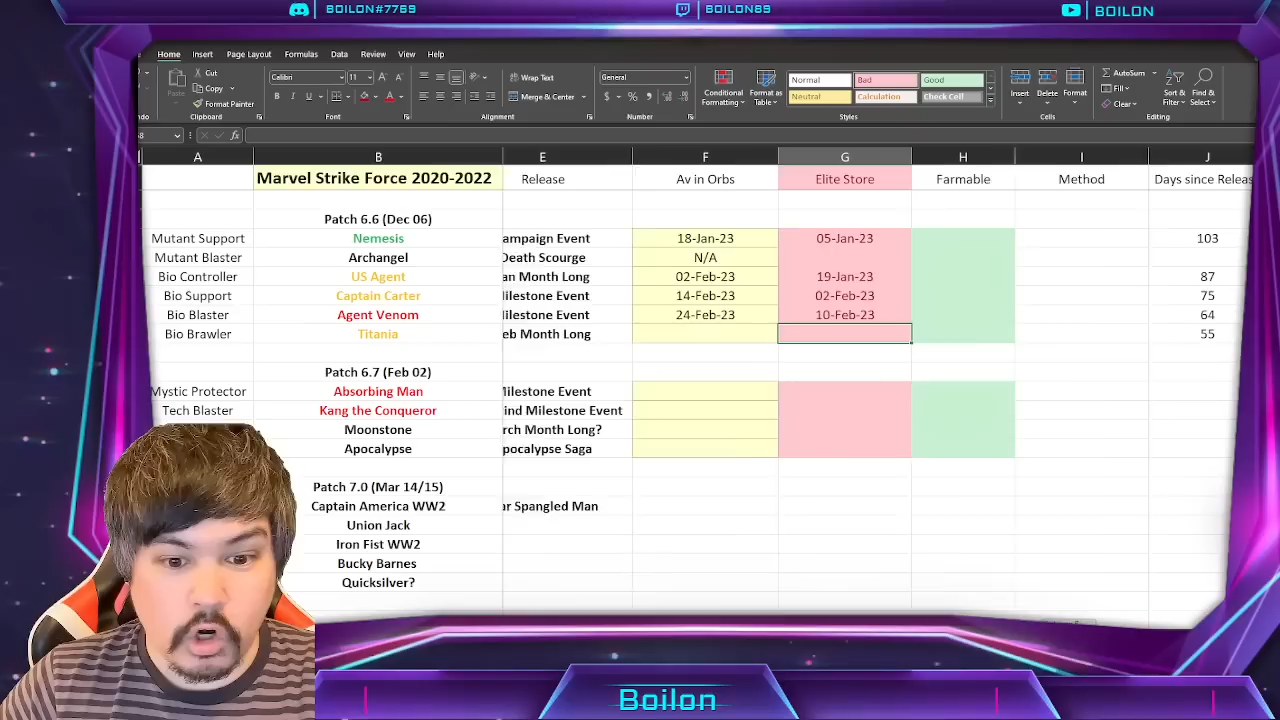 BOILON#7769
BOILON89
BOILON
Home Insert Page Layout Formulas Data Review View Help
Cut
Copy
Format Painter
Paste
Clipboard
Calibri 11
Font
Wrap Text
Merge & Center
Alignment
General
Number
Conditional Formatting
Format as Table
Normal Bad Good
Neutral Calculation Check Cell
Styles
Insert Delete Format
Cells
AutoSum
Fill
Clear
Sort & Filter
Find & Select
Editing
fx
A B E F G H I J
Marvel Strike Force 2020-2022 Release Av in Orbs Elite Store Farmable Method Days since Releas
Patch 6.6 (Dec 06)
Mutant Support Nemesis ampaign Event 18-Jan-23 05-Jan-23 103
Mutant Blaster Archangel Death Scourge N/A
Bio Controller US Agent an Month Long 02-Feb-23 19-Jan-23 87
Bio Support Captain Carter ilestone Event 14-Feb-23 02-Feb-23 75
Bio Blaster Agent Venom ilestone Event 24-Feb-23 10-Feb-23 64
Bio Brawler Titania eb Month Long 55
Patch 6.7 (Feb 02)
Mystic Protector Absorbing Man ilestone Event
Tech Blaster Kang the Conqueror ind Milestone Event
Moonstone rch Month Long?
Apocalypse pocalypse Saga
Patch 7.0 (Mar 14/15)
Captain America WW2 ar Spangled Man
Union Jack
Iron Fist WW2
Bucky Barnes
Quicksilver?
Boilon